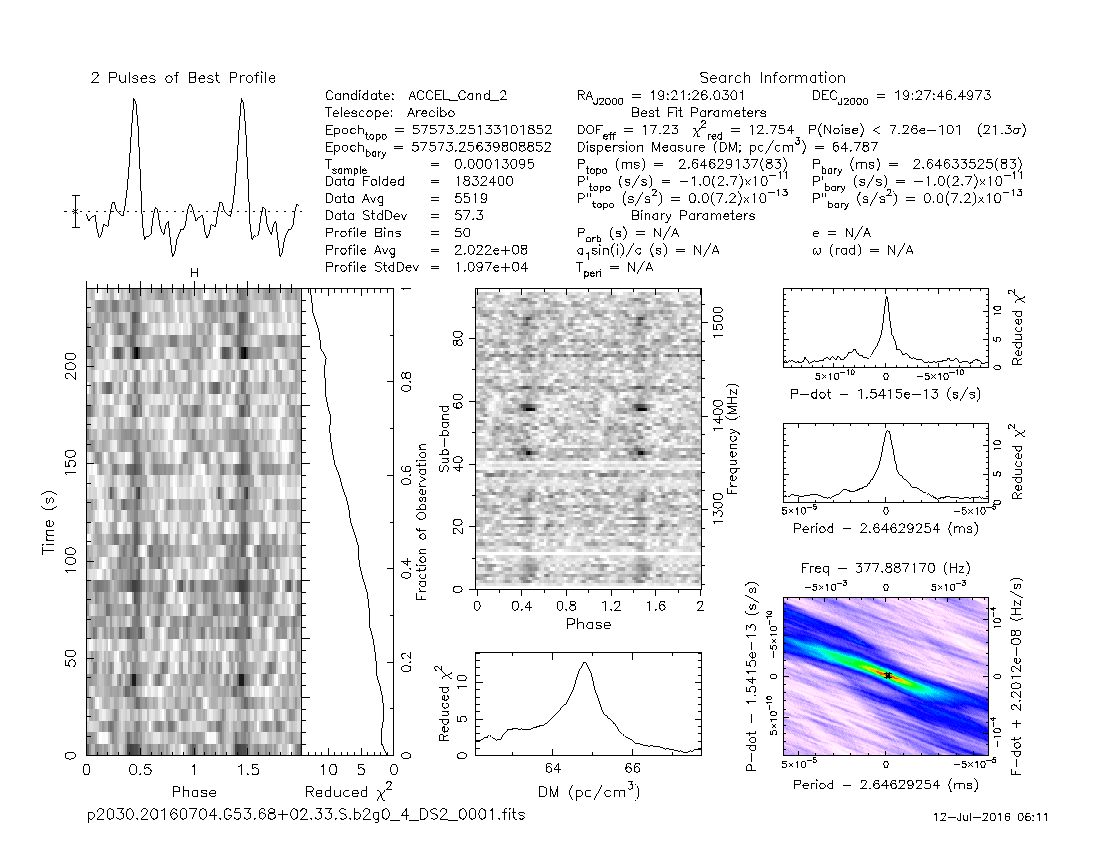 2 Pulses of Best Profile
Search Information
Candidate: ACCEL_Cand_2
RA_J2000 = 19:21:26.0301
DEC_J2000 = 19:27:46.4973
Telescope: Arecibo
Best Fit Parameters
Epoch_topo = 57573.25133101852
DOF_eff = 17.23 χ²_red = 12.754 P(Noise) < 7.26e−101 (21.3σ)
Epoch_bary = 57573.25639808852
Dispersion Measure (DM; pc/cm³) = 64.787
T_sample = 0.00013095
P_topo (ms) = 2.64629137(83)
P_bary (ms) = 2.64633525(83)
Data Folded = 1832400
P'_topo (s/s) = −1.0(2.7)×10⁻¹¹
P'_bary (s/s) = −1.0(2.7)×10⁻¹¹
Data Avg = 5519
P''_topo (s/s²) = 0.0(7.2)×10⁻¹³
P''_bary (s/s²) = 0.0(7.2)×10⁻¹³
Data StdDev = 57.3
Binary Parameters
Profile Bins = 50
P_orb (s) = N/A
e = N/A
Profile Avg = 2.022e+08
a₁sin(i)/c (s) = N/A
ω (rad) = N/A
Profile StdDev = 1.097e+04
T_peri = N/A
H
0 50 100 150 200
Time (s)
0 0.5 1 1.5
Phase
10 5 0
Reduced χ²
0 0.2 0.4 0.6 0.8
Fraction of Observation
0 20 40 60 80
Sub−band
1300 1400 1500
Frequency (MHz)
0 0.4 0.8 1.2 1.6 2
Phase
0 5 10
Reduced χ²
64 66
DM (pc/cm³)
0 5 10
Reduced χ²
5×10⁻¹⁰ 0 −5×10⁻¹⁰
P−dot − 1.5415e−13 (s/s)
0 5 10
Reduced χ²
5×10⁻⁵ 0 −5×10⁻⁵
Period − 2.64629254 (ms)
Freq − 377.887170 (Hz)
−5×10⁻³ 0 5×10⁻³
−5×10⁻¹⁰ 0 5×10⁻¹⁰
P−dot − 1.5415e−13 (s/s)
10⁻⁴ 0 −10⁻⁴
F−dot + 2.2012e−08 (Hz/s)
5×10⁻⁵ 0 −5×10⁻⁵
Period − 2.64629254 (ms)
p2030.20160704.G53.68+02.33.S.b2g0_4_DS2_0001.fits
12−Jul−2016 06:11